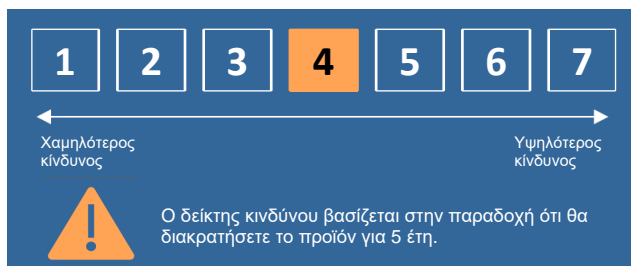 1 2 3 4 5 6 7
Χαμηλότερος κίνδυνος
Υψηλότερος κίνδυνος
Ο δείκτης κινδύνου βασίζεται στην παραδοχή ότι θα
διακρατήσετε το προϊόν για 5 έτη.